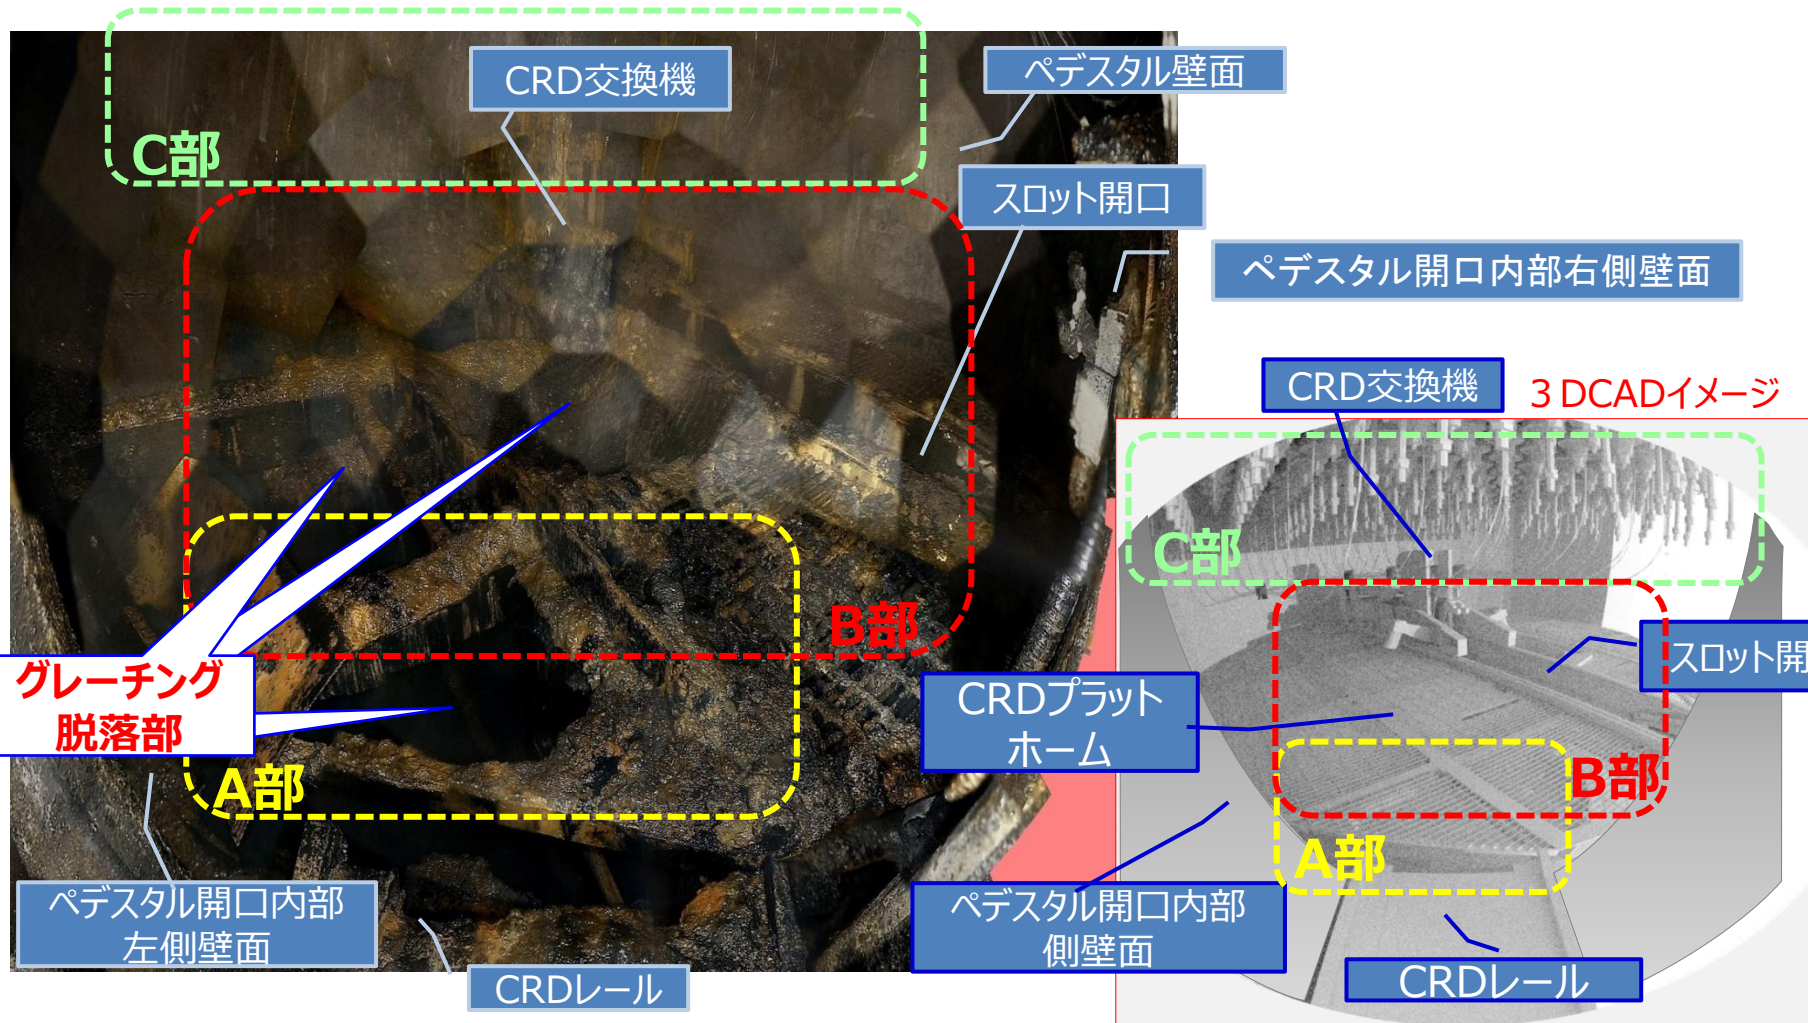 CRD交換機
ペデスタル壁面
C部
スロット開口
ペデスタル開口内部右側壁面
CRD交換機
3DCADイメージ
C部
B部
スロット開
グレーチング
脱落部
CRDプラット
ホーム
A部
B部
A部
ペデスタル開口内部
左側壁面
ペデスタル開口内部
側壁面
CRDレール
CRDレール